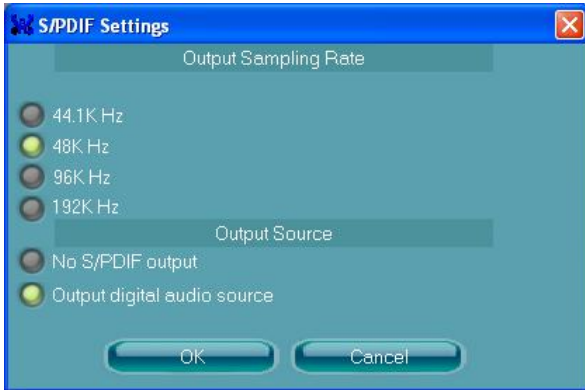 S/PDIF Settings
Output Sampling Rate
44.1K Hz
48K Hz
96K Hz
192K Hz
Output Source
No S/PDIF output
Output digital audio source
OK
Cancel